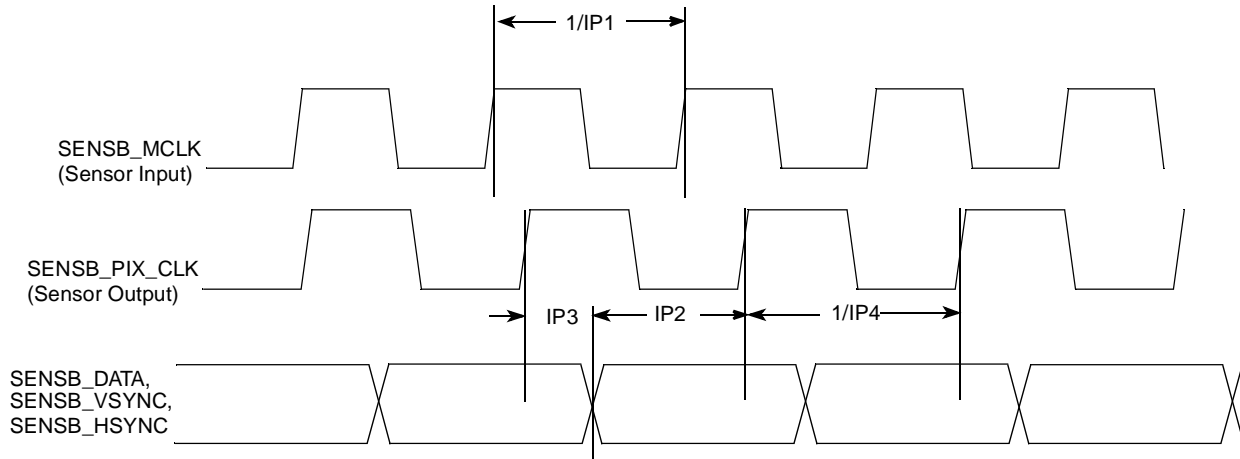 1/IP1
SENSB_MCLK
(Sensor Input)
SENSB_PIX_CLK
(Sensor Output)
IP3
IP2
1/IP4
SENSB_DATA,
SENSB_VSYNC,
SENSB_HSYNC